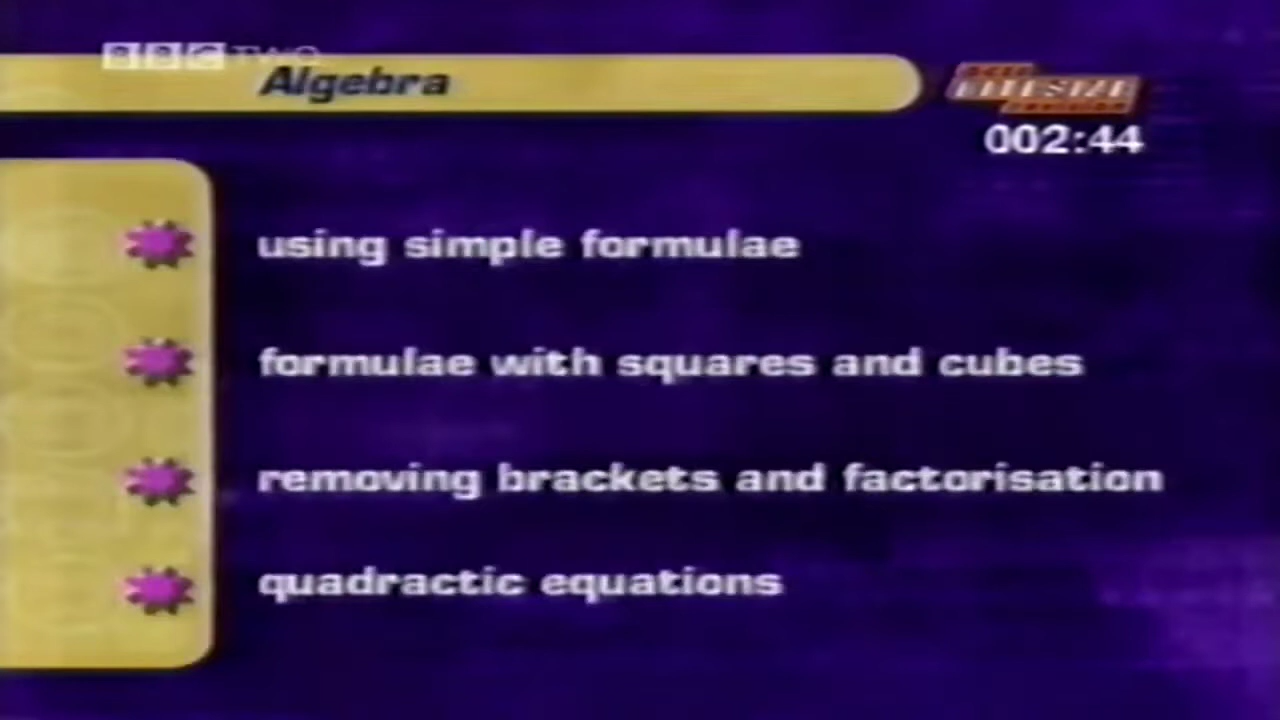 BBC TWO
Algebra
BITESIZE
002:44
using simple formulae
formulae with squares and cubes
removing brackets and factorisation
quadractic equations